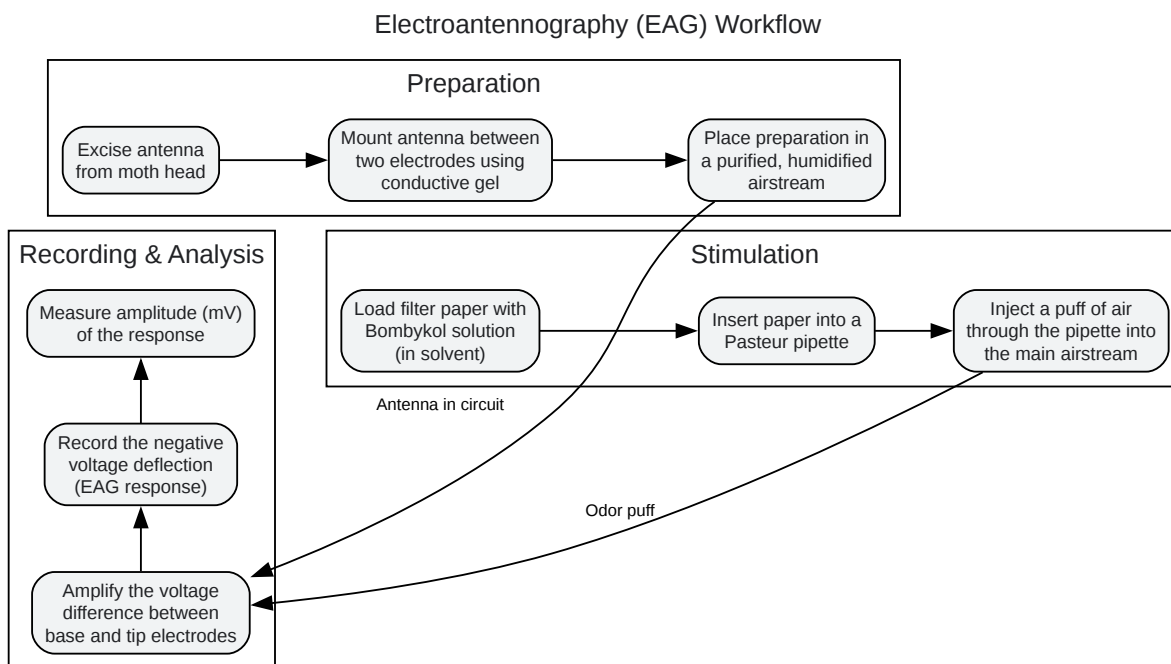 Electroantennography (EAG) Workflow
Preparation
Excise antenna
from moth head
Mount antenna between
two electrodes using
conductive gel
Place preparation in
a purified, humidified
airstream
Recording & Analysis
Measure amplitude (mV)
of the response
Record the negative
voltage deflection
(EAG response)
Amplify the voltage
difference between
base and tip electrodes
Stimulation
Load filter paper with
Bombykol solution
(in solvent)
Insert paper into a
Pasteur pipette
Inject a puff of air
through the pipette into
the main airstream
Antenna in circuit
Odor puff